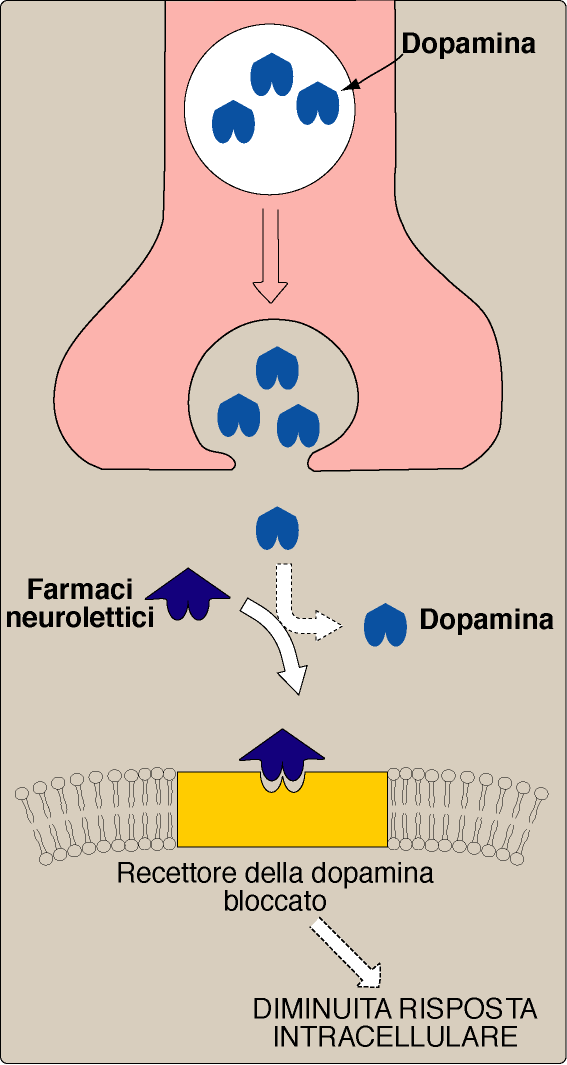 Dopamina
Farmaci
neurolettici
Dopamina
Recettore della dopamina
bloccato
DIMINUITA RISPOSTA
INTRACELLULARE